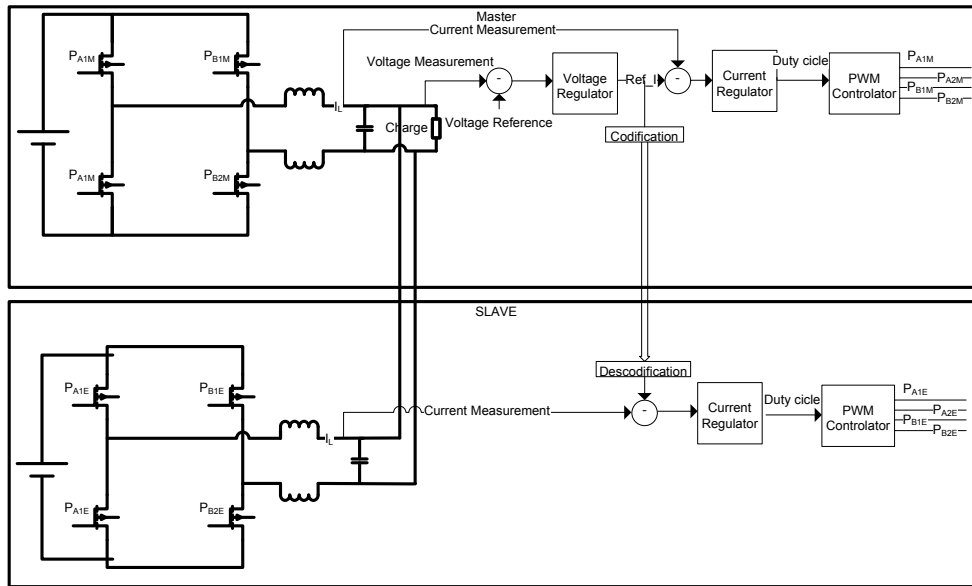 Master
Current Measurement
PA1M
PB1M
PA1M
PB2M
IL
Charge
Voltage Measurement
-
Voltage Reference
Voltage
Regulator
Ref_I
-
Codification
Current
Regulator
Duty cicle
PWM
Controlator
PA1M
PA2M
PB1M
PB2M
SLAVE
PA1E
PB1E
PA1E
PB2E
IL
Current Measurement
Descodification
-
Current
Regulator
Duty cicle
PWM
Controlator
PA1E
PA2E
PB1E
PB2E